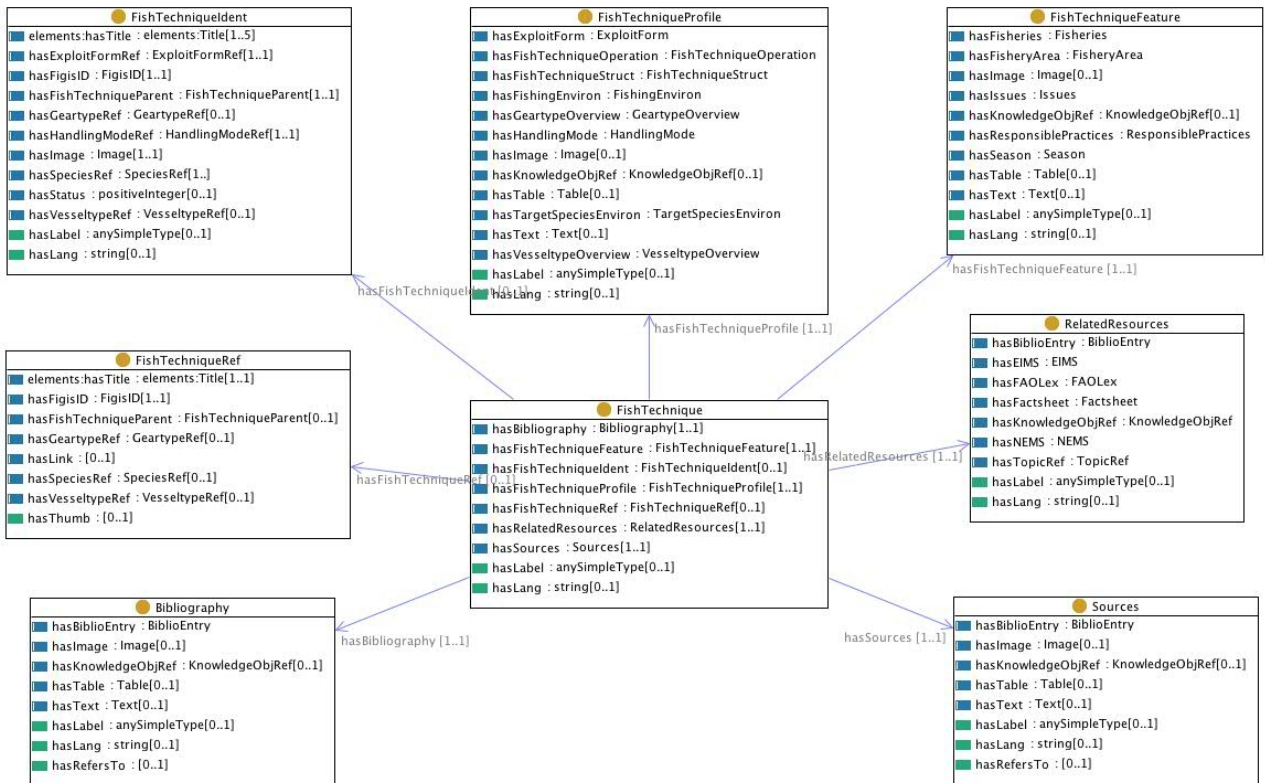 FishTechniqueIdent
elements:hasTitle : elements:Title[1..5]
hasExploitFormRef : ExploitFormRef[1..1]
hasFigisID : FigisID[1..1]
hasFishTechniqueParent : FishTechniqueParent[1..1]
hasGeartypeRef : GeartypeRef[0..1]
hasHandlingModeRef : HandlingModeRef[1..1]
hasImage : Image[1..1]
hasSpeciesRef : SpeciesRef[1..]
hasStatus : positiveInteger[0..1]
hasVesseltypeRef : VesseltypeRef[0..1]
hasLabel : anySimpleType[0..1]
hasLang : string[0..1]
FishTechniqueProfile
hasExploitForm : ExploitForm
hasFishTechniqueOperation : FishTechniqueOperation
hasFishTechniqueStruct : FishTechniqueStruct
hasFishingEnviron : FishingEnviron
hasGeartypeOverview : GeartypeOverview
hasHandlingMode : HandlingMode
hasImage : Image[0..1]
hasKnowledgeObjRef : KnowledgeObjRef[0..1]
hasTable : Table[0..1]
hasTargetSpeciesEnviron : TargetSpeciesEnviron
hasText : Text[0..1]
hasVesseltypeOverview : VesseltypeOverview
hasLabel : anySimpleType[0..1]
hasLang : string[0..1]
FishTechniqueFeature
hasFisheries : Fisheries
hasFisheryArea : FisheryArea
hasImage : Image[0..1]
hasIssues : Issues
hasKnowledgeObjRef : KnowledgeObjRef[0..1]
hasResponsiblePractices : ResponsiblePractices
hasSeason : Season
hasTable : Table[0..1]
hasText : Text[0..1]
hasLabel : anySimpleType[0..1]
hasLang : string[0..1]
hasFishTechniqueIdent [0..1]
hasFishTechniqueProfile [1..1]
hasFishTechniqueFeature [1..1]
FishTechniqueRef
elements:hasTitle : elements:Title[1..1]
hasFigisID : FigisID[1..1]
hasFishTechniqueParent : FishTechniqueParent[0..1]
hasGeartypeRef : GeartypeRef[0..1]
hasLink : [0..1]
hasSpeciesRef : SpeciesRef[0..1]
hasVesseltypeRef : VesseltypeRef[0..1]
hasThumb : [0..1]
hasFishTechniqueRef [0..1]
FishTechnique
hasBibliography : Bibliography[1..1]
hasFishTechniqueFeature : FishTechniqueFeature[1..1]
hasFishTechniqueIdent : FishTechniqueIdent[0..1]
hasFishTechniqueProfile : FishTechniqueProfile[1..1]
hasFishTechniqueRef : FishTechniqueRef[0..1]
hasRelatedResources : RelatedResources[1..1]
hasSources : Sources[1..1]
hasLabel : anySimpleType[0..1]
hasLang : string[0..1]
hasRelatedResources [1..1]
RelatedResources
hasBiblioEntry : BiblioEntry
hasEIMS : EIMS
hasFAOLex : FAOLex
hasFactsheet : Factsheet
hasKnowledgeObjRef : KnowledgeObjRef
hasNEMS : NEMS
hasTopicRef : TopicRef
hasLabel : anySimpleType[0..1]
hasLang : string[0..1]
Bibliography
hasBiblioEntry : BiblioEntry
hasImage : Image[0..1]
hasKnowledgeObjRef : KnowledgeObjRef[0..1]
hasTable : Table[0..1]
hasText : Text[0..1]
hasLabel : anySimpleType[0..1]
hasLang : string[0..1]
hasRefersTo : [0..1]
hasBibliography [1..1]
hasSources [1..1]
Sources
hasBiblioEntry : BiblioEntry
hasImage : Image[0..1]
hasKnowledgeObjRef : KnowledgeObjRef[0..1]
hasTable : Table[0..1]
hasText : Text[0..1]
hasLabel : anySimpleType[0..1]
hasLang : string[0..1]
hasRefersTo : [0..1]